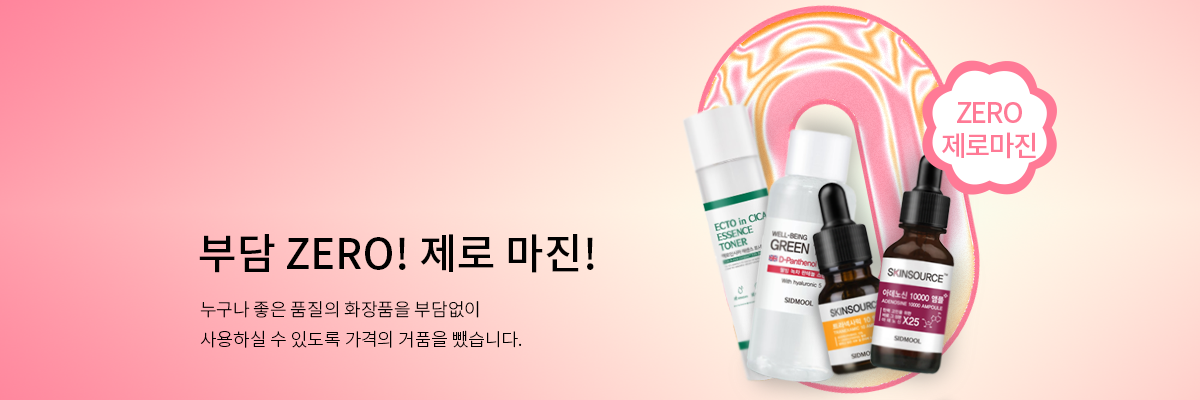 ZERO
제로마진
부담 ZERO! 제로 마진!
누구나 좋은 품질의 화장품을 부담없이
사용하실 수 있도록 가격의 거품을 뺐습니다.
ECTO in CICA
ESSENCE
TONER
WELL-BEING
GREEN
D-Panthenol
With hyaluronic
SIDMOOL
SKINSOURCE
SIDMOOL
SKINSOURCE™
아데노신 10000 앰플
ADENOSINE 10000 AMPOULE
X25
SIDMOOL